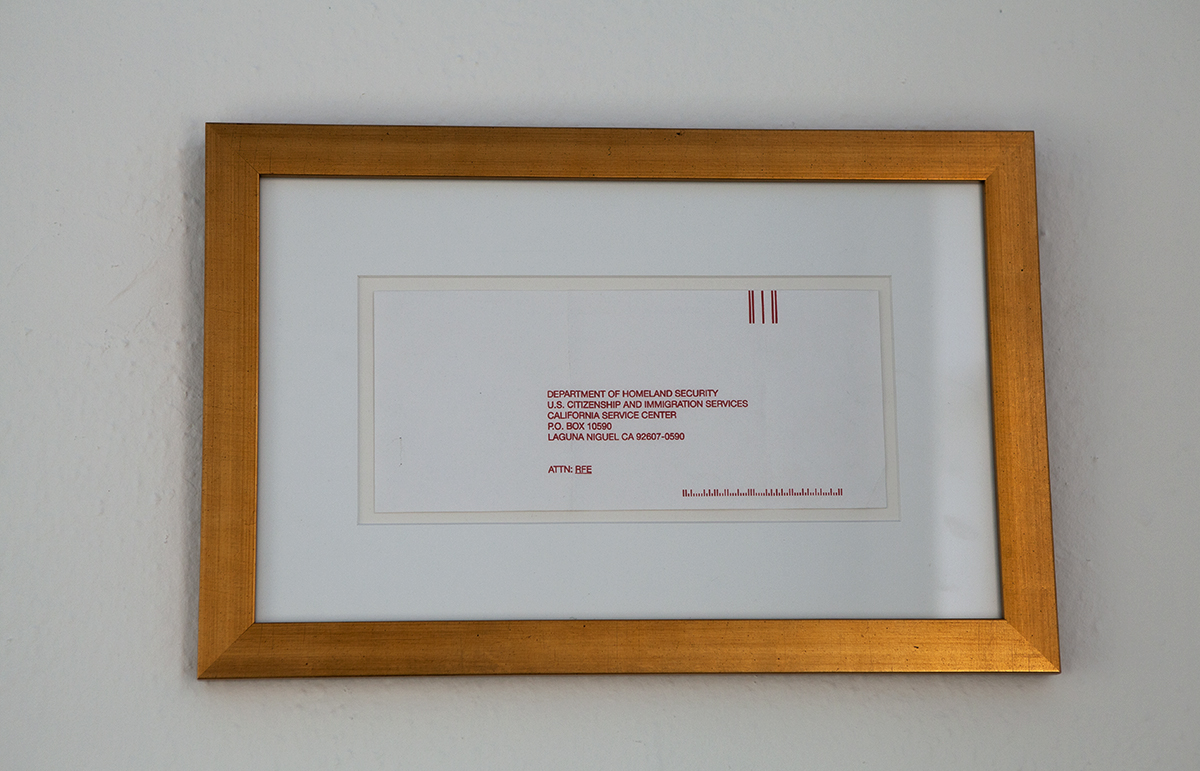 DEPARTMENT OF HOMELAND SECURITY
U.S. CITIZENSHIP AND IMMIGRATION SERVICES
CALIFORNIA SERVICE CENTER
P.O. BOX 10590
LAGUNA NIGUEL CA 92607-0590
ATTN: RFE